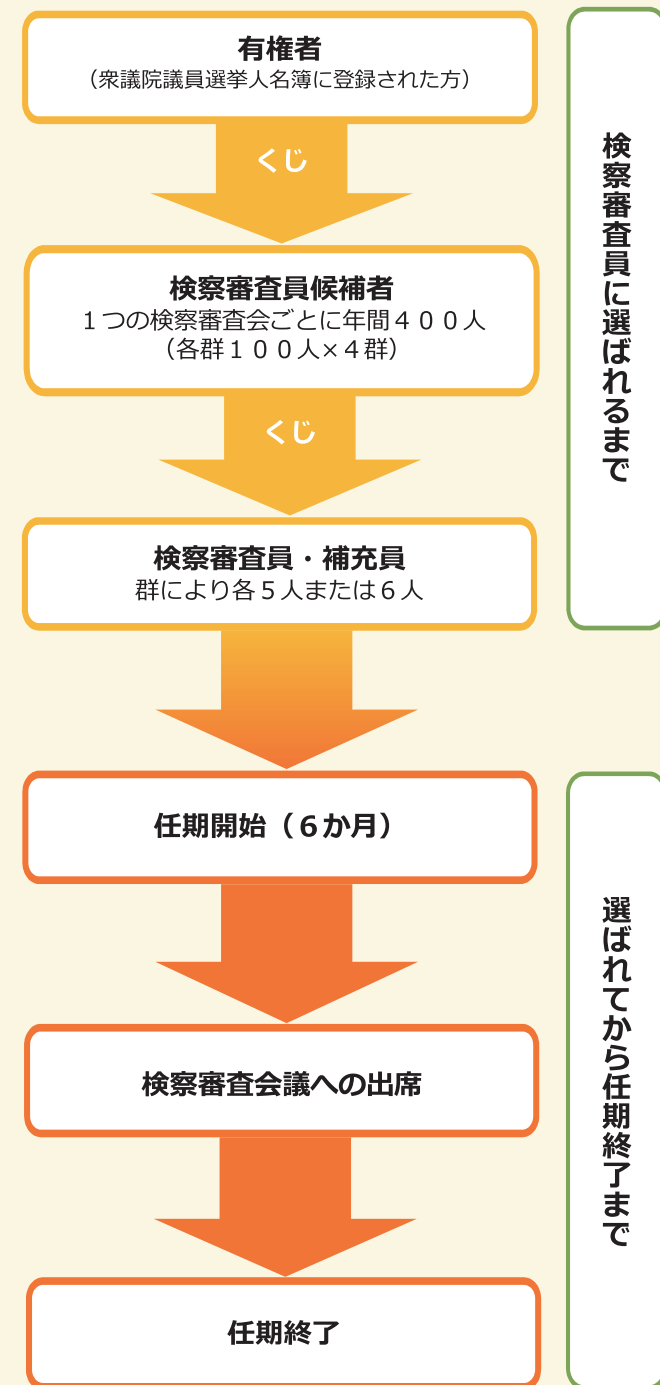 有権者
（衆議院議員選挙人名簿に登録された方）
くじ
検察審査員候補者
１つの検察審査会ごとに年間４００人
（各群１００人×４群）
くじ
検察審査員・補充員
群により各５人または６人
検察審査員に選ばれるまで
任期開始（６か月）
検察審査会議への出席
任期終了
選ばれてから任期終了まで